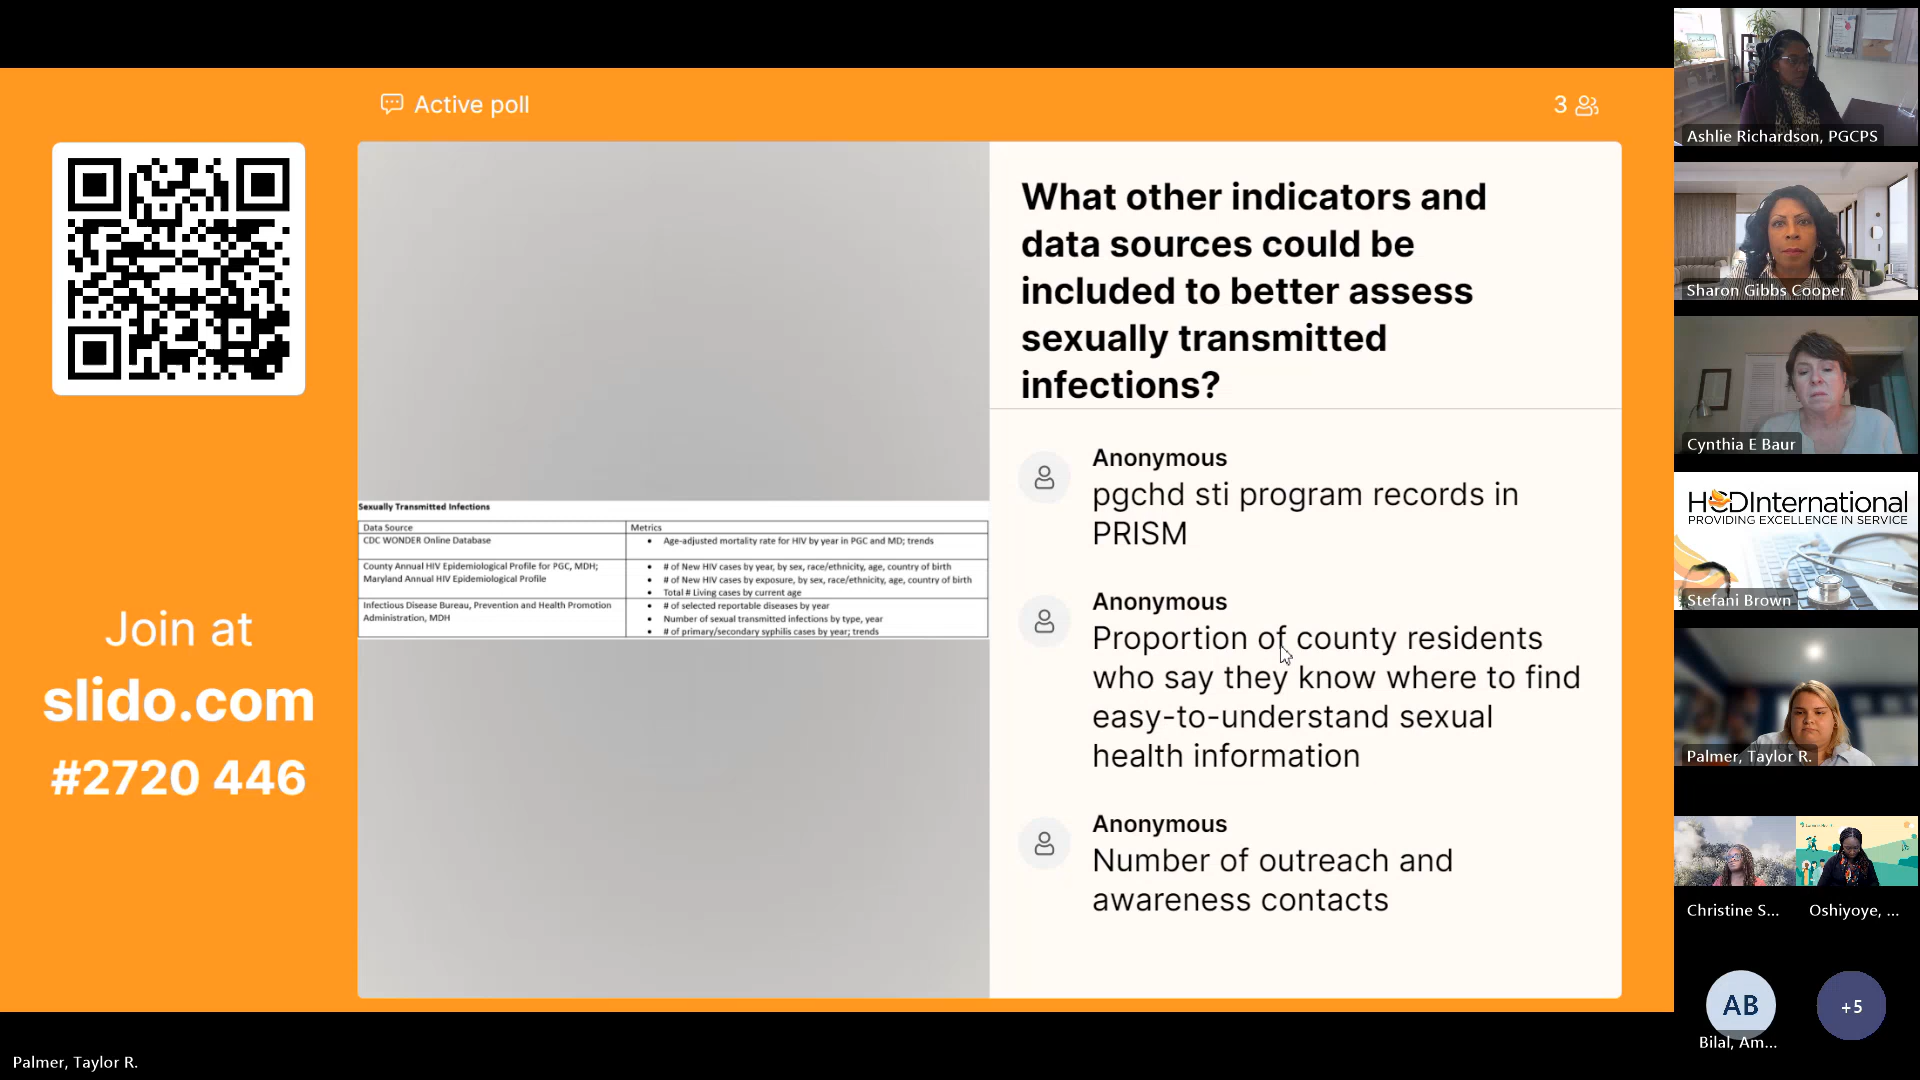 Active poll
3
What other indicators and
data sources could be
included to better assess
sexually transmitted
infections?
Sexually Transmitted Infections
Data Source
Metrics
CDC WONDER Online Database
• Age-adjusted mortality rate for HIV by year in PGC and MD; trends
County Annual HIV Epidemiological Profile for PGC, MDH;
Maryland Annual HIV Epidemiological Profile
• # of New HIV cases by year, by sex, race/ethnicity, age, country of birth
• # of New HIV cases by exposure, by sex, race/ethnicity, age, country of birth
• Total # Living cases by current age
Infectious Disease Bureau, Prevention and Health Promotion
Administration, MDH
• # of selected reportable diseases by year
• Number of sexual transmitted infections by type, year
• # of primary/secondary syphilis cases by year; trends
Anonymous
pgchd sti program records in
PRISM
Anonymous
Proportion of county residents
who say they know where to find
easy-to-understand sexual
health information
Anonymous
Number of outreach and
awareness contacts
Join at
slido.com
#2720 446
Ashlie Richardson, PGCPS
Sharon Gibbs Cooper
Cynthia E Baur
HSDInternational
PROVIDING EXCELLENCE IN SERVICE
Stefani Brown
Palmer, Taylor R.
Christine S...
Oshiyoye, ...
AB
Bilal, Am...
+5
Palmer, Taylor R.